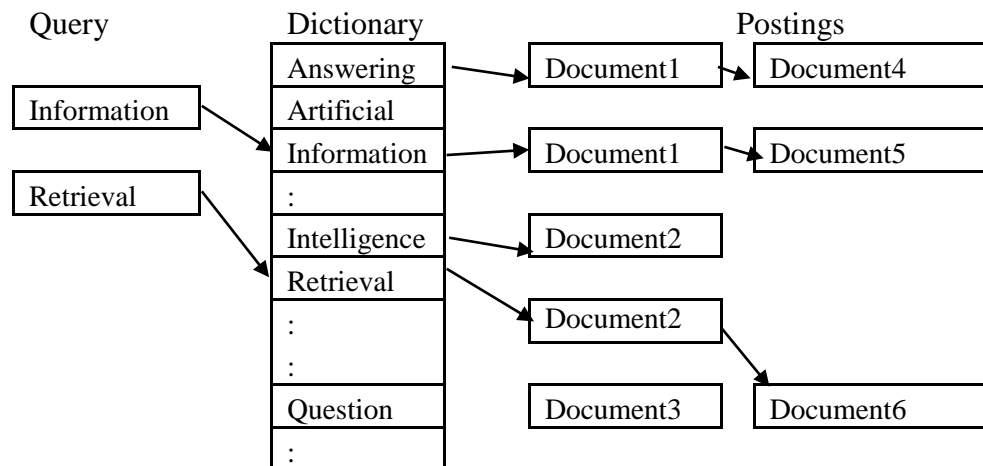 Query Dictionary Postings
Answering Document1 Document4
Information Artificial
Information Document1 Document5
Retrieval :
Intelligence Document2
Retrieval
: Document2
:
Question Document3 Document6
: